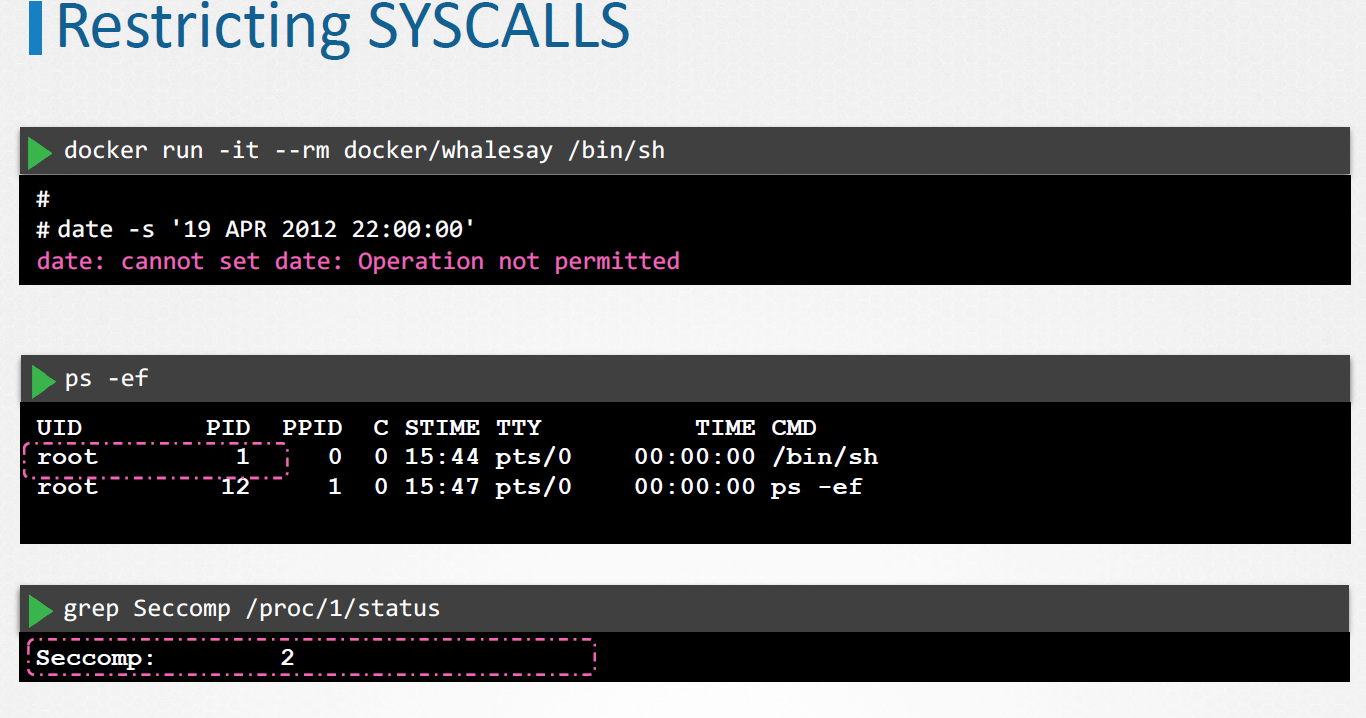 Restricting SYSCALLS
docker run -it --rm docker/whalesay /bin/sh
#
# date -s '19 APR 2012 22:00:00'
date: cannot set date: Operation not permitted
ps -ef
UID PID PPID C STIME TTY TIME CMD
root 1 0 0 15:44 pts/0 00:00:00 /bin/sh
root 12 1 0 15:47 pts/0 00:00:00 ps -ef
grep Seccomp /proc/1/status
Seccomp: 2